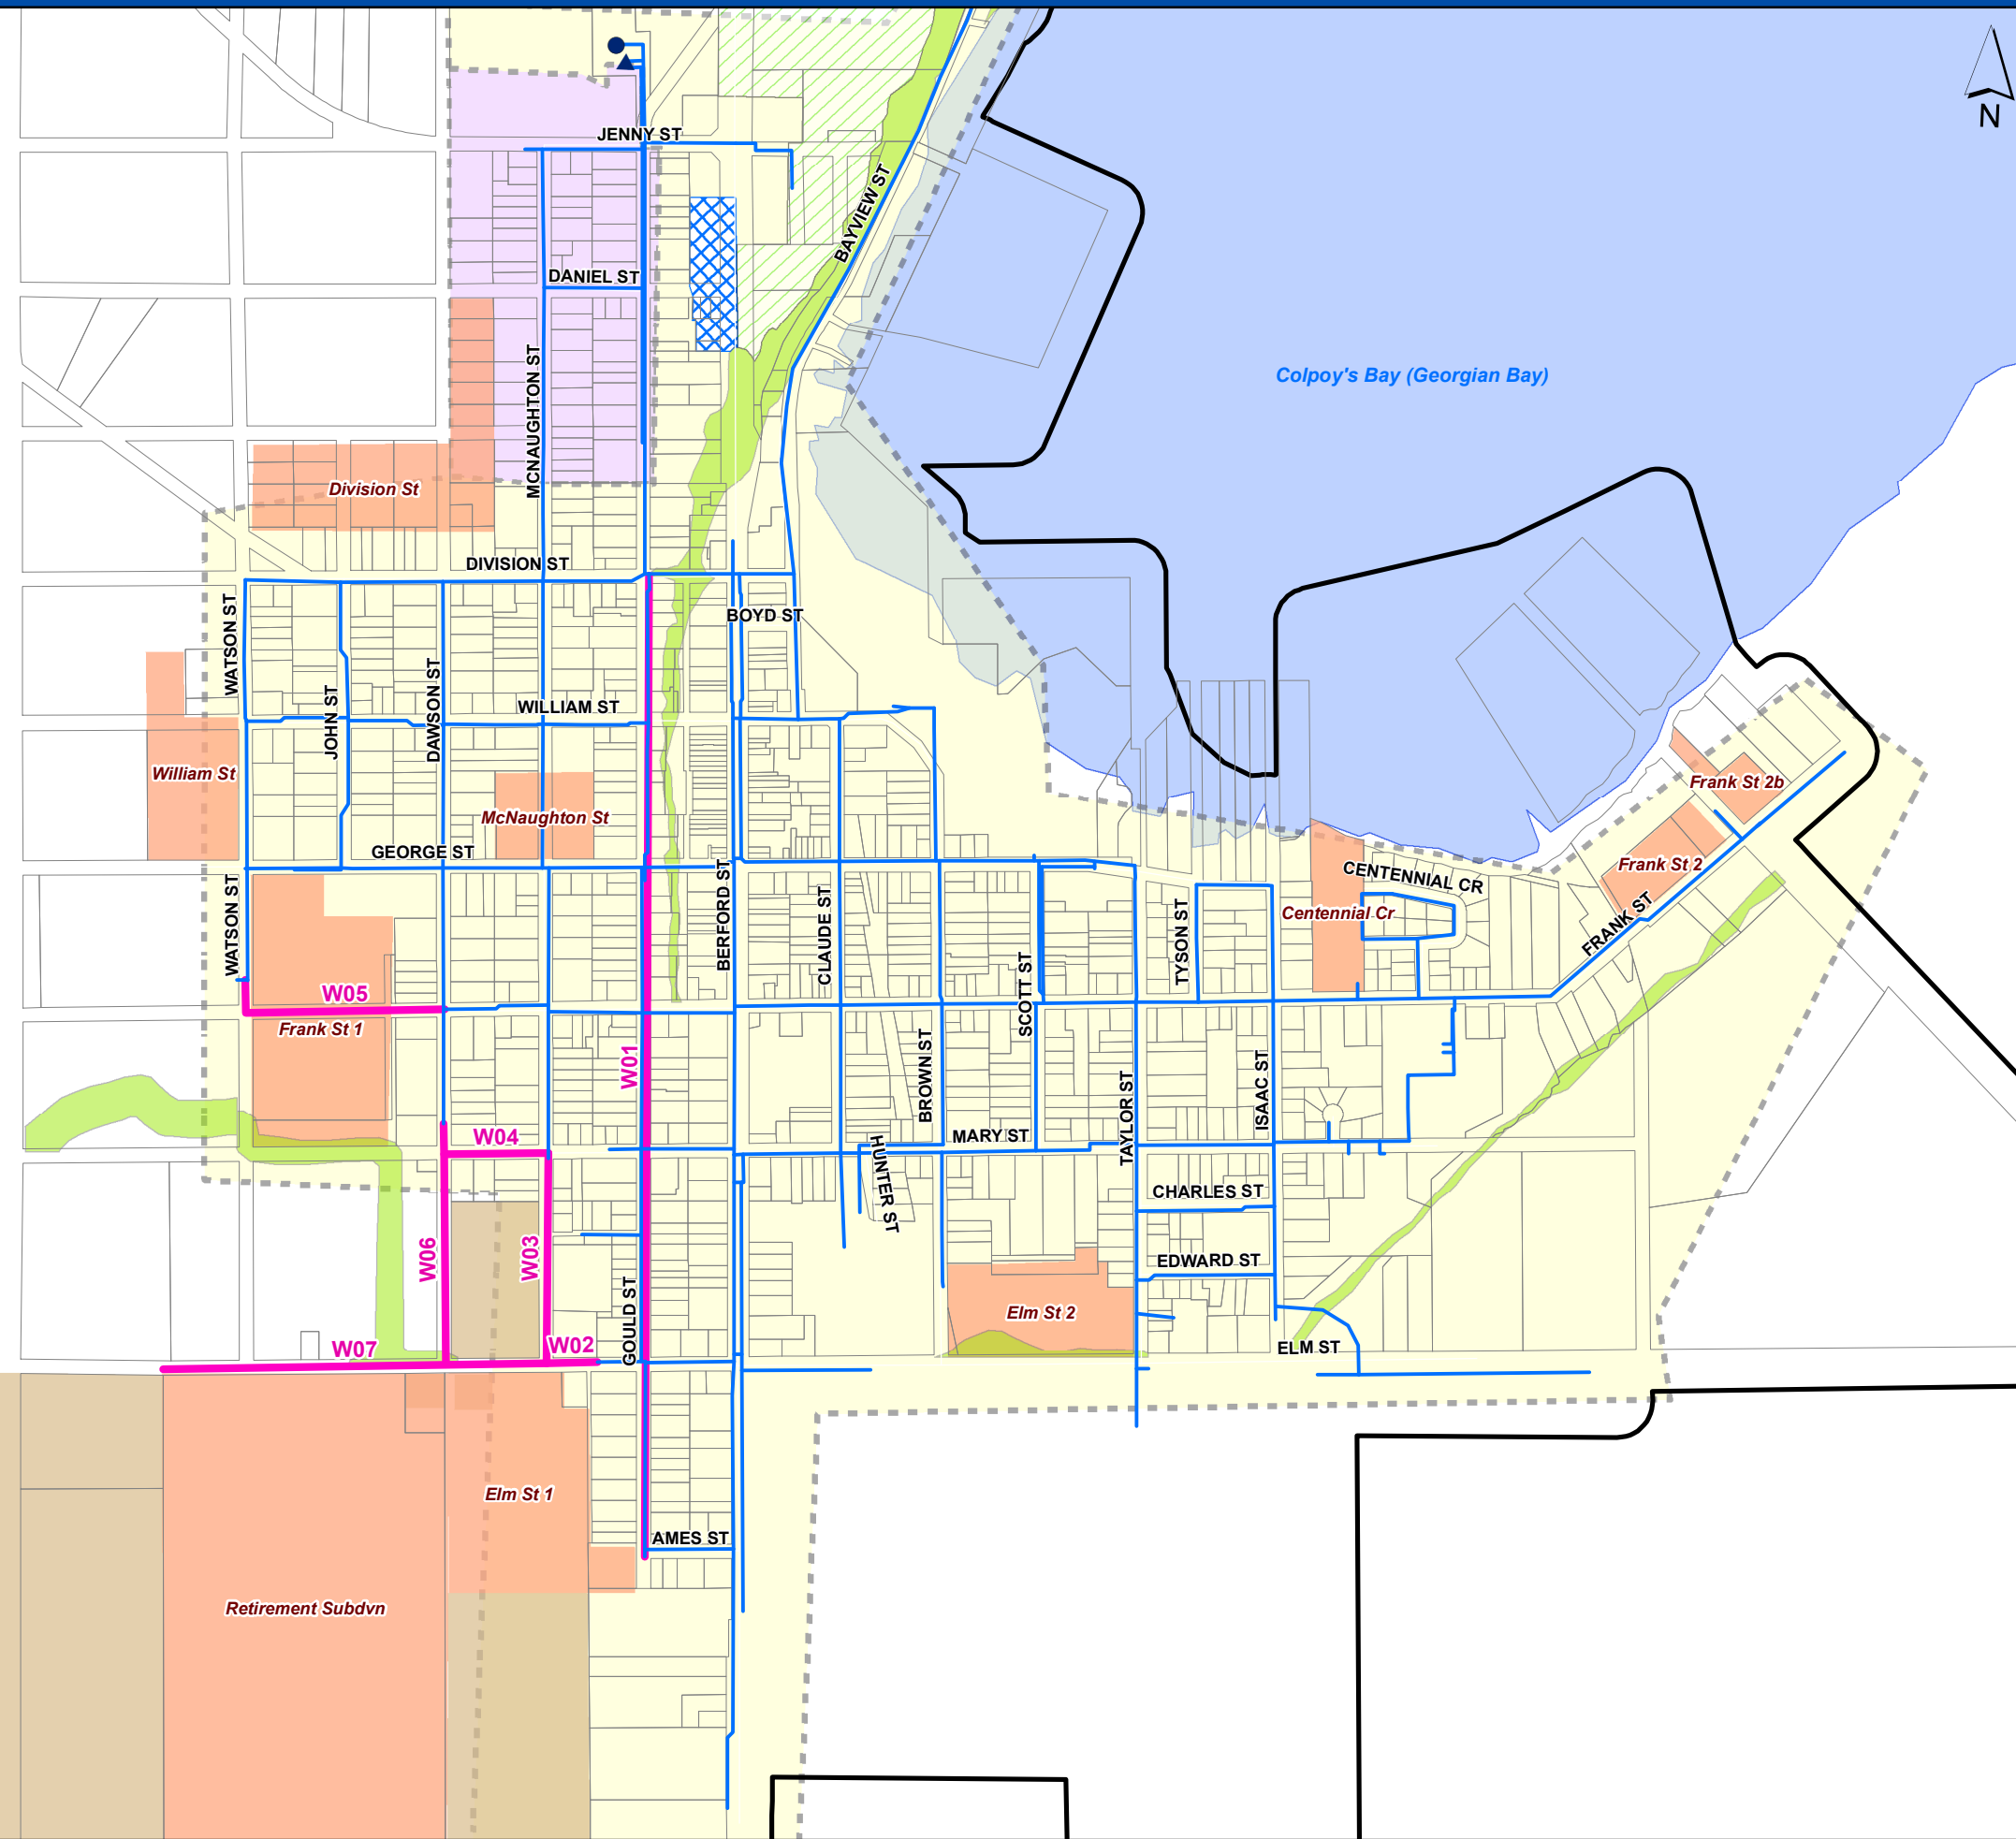 N
JENNY ST
BAYVIEW ST
DANIEL ST
MCNAUGHTON ST
Colpoy's Bay (Georgian Bay)
Division St
DIVISION ST
BOYD ST
WATSON ST
JOHN ST
DAWSON ST
WILLIAM ST
William St
McNaughton St
Frank St 2b
GEORGE ST
Frank St 2
CENTENNIAL CR
Centennial Cr
WATSON ST
BERFORD ST
CLAUDE ST
SCOTT ST
TYSON ST
FRANK ST
W05
Frank St 1
W01
BROWN ST
TAYLOR ST
ISAAC ST
W04
MARY ST
HUNTER ST
CHARLES ST
W06
W03
EDWARD ST
GOULD ST
Elm St 2
W07
W02
ELM ST
Elm St 1
AMES ST
Retirement Subdvn